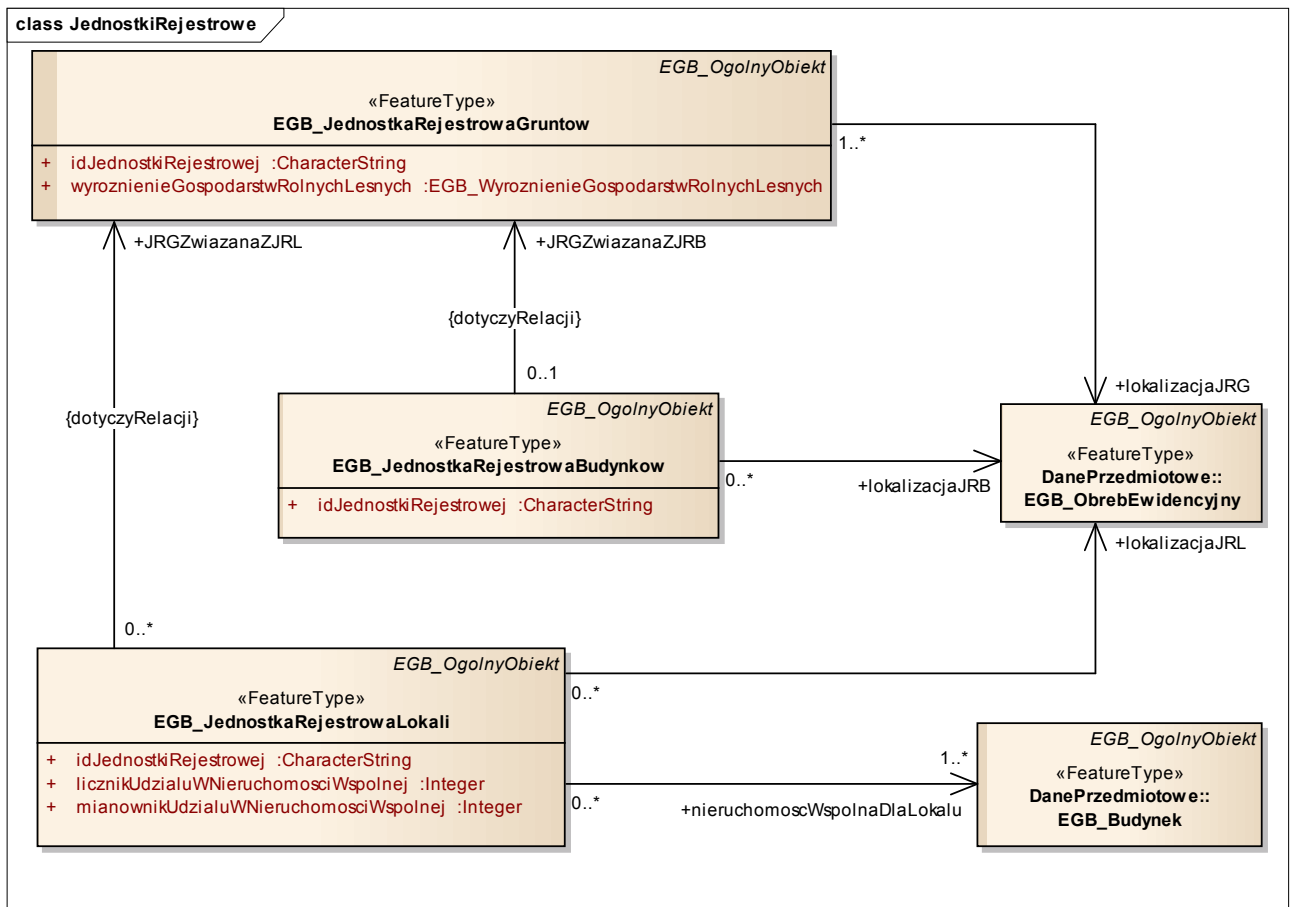 class JednostkiRejestrowe
EGB_OgolnyObiekt
«FeatureType»
EGB_JednostkaRejestrowaGruntow
+ idJednostkiRejestrowej :CharacterString
+ wyroznienieGospodarstwRolnychLesnych :EGB_WyroznienieGospodarstwRolnychLesnych
1..*
+JRGZwiazanaZJRL
+JRGZwiazanaZJRB
{dotyczyRelacji}
0..1
+lokalizacjaJRG
{dotyczyRelacji}
EGB_OgolnyObiekt
«FeatureType»
EGB_JednostkaRejestrowaBudynkow
+ idJednostkiRejestrowej :CharacterString
0..*
+lokalizacjaJRB
EGB_OgolnyObiekt
«FeatureType»
DanePrzedmiotowe::
EGB_ObrebEwidencyjny
+lokalizacjaJRL
0..*
EGB_OgolnyObiekt
«FeatureType»
EGB_JednostkaRejestrowaLokali
+ idJednostkiRejestrowej :CharacterString
+ licznikUdzialuWNieruchomosciWspolnej :Integer
+ mianownikUdzialuWNieruchomosciWspolnej :Integer
0..*
0..*
1..*
+nieruchomoscWspolnaDlaLokalu
EGB_OgolnyObiekt
«FeatureType»
DanePrzedmiotowe::
EGB_Budynek